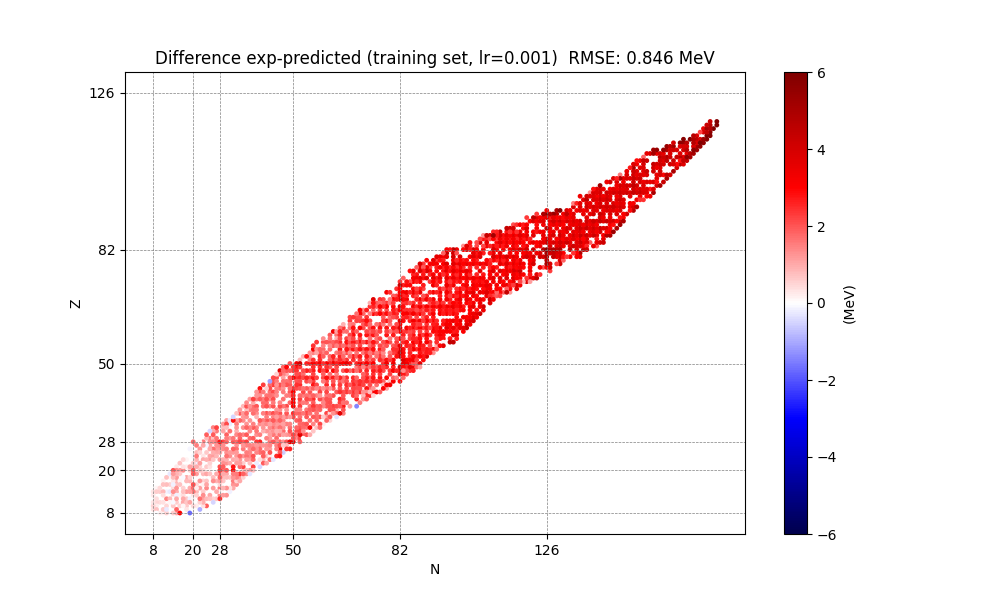 Difference exp-predicted (training set, lr=0.001)  RMSE: 0.846 MeV
126
82
50
28
20
8
Z
8 20 28 50 82 126
N
6
4
2
0
−2
−4
−6
(MeV)